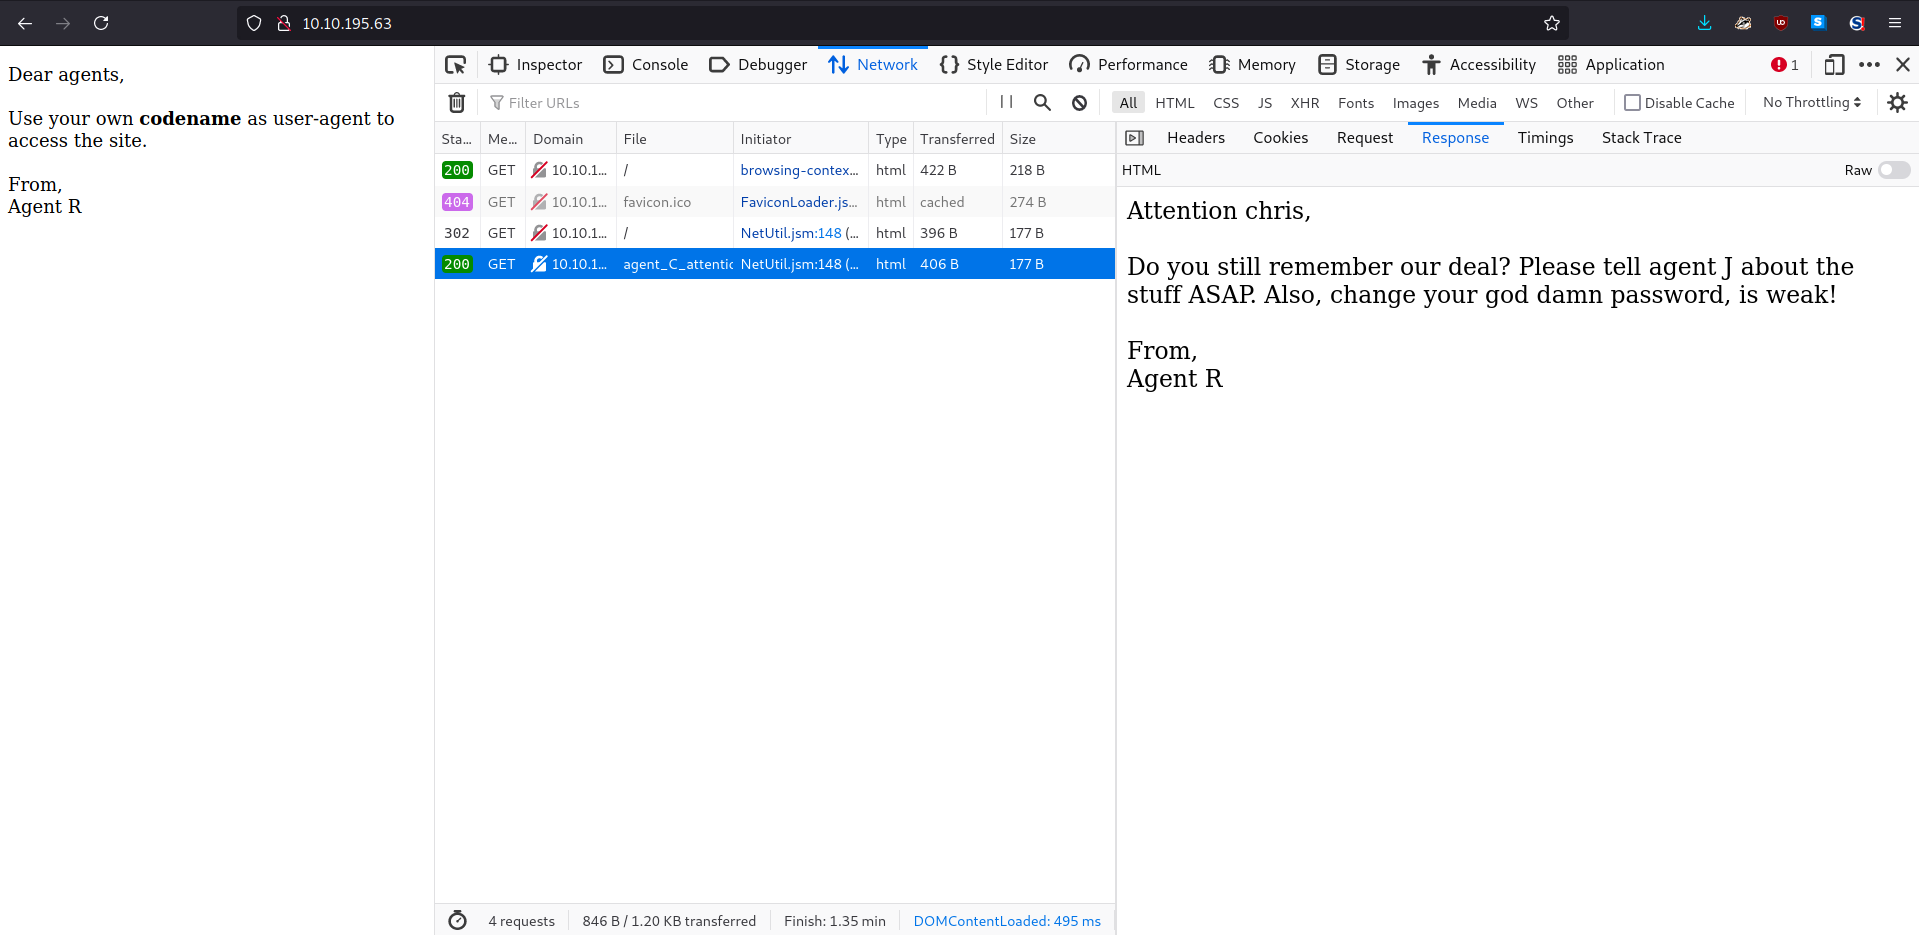 10.10.195.63
Dear agents,
Use your own codename as user-agent to
access the site.
From,
Agent R
Inspector Console Debugger Network Style Editor Performance Memory Storage Accessibility Application 1
Filter URLs All HTML CSS JS XHR Fonts Images Media WS Other Disable Cache No Throttling
Sta... Me... Domain File Initiator Type Transferred Size
200 GET 10.10.1... / browsing-contex... html 422 B 218 B
404 GET 10.10.1... favicon.ico FaviconLoader.js... html cached 274 B
302 GET 10.10.1... / NetUtil.jsm:148 (... html 396 B 177 B
200 GET 10.10.1... agent_C_attentic NetUtil.jsm:148 (... html 406 B 177 B
4 requests 846 B / 1.20 KB transferred Finish: 1.35 min DOMContentLoaded: 495 ms
Headers Cookies Request Response Timings Stack Trace
HTML Raw
Attention chris,
Do you still remember our deal? Please tell agent J about the
stuff ASAP. Also, change your god damn password, is weak!
From,
Agent R